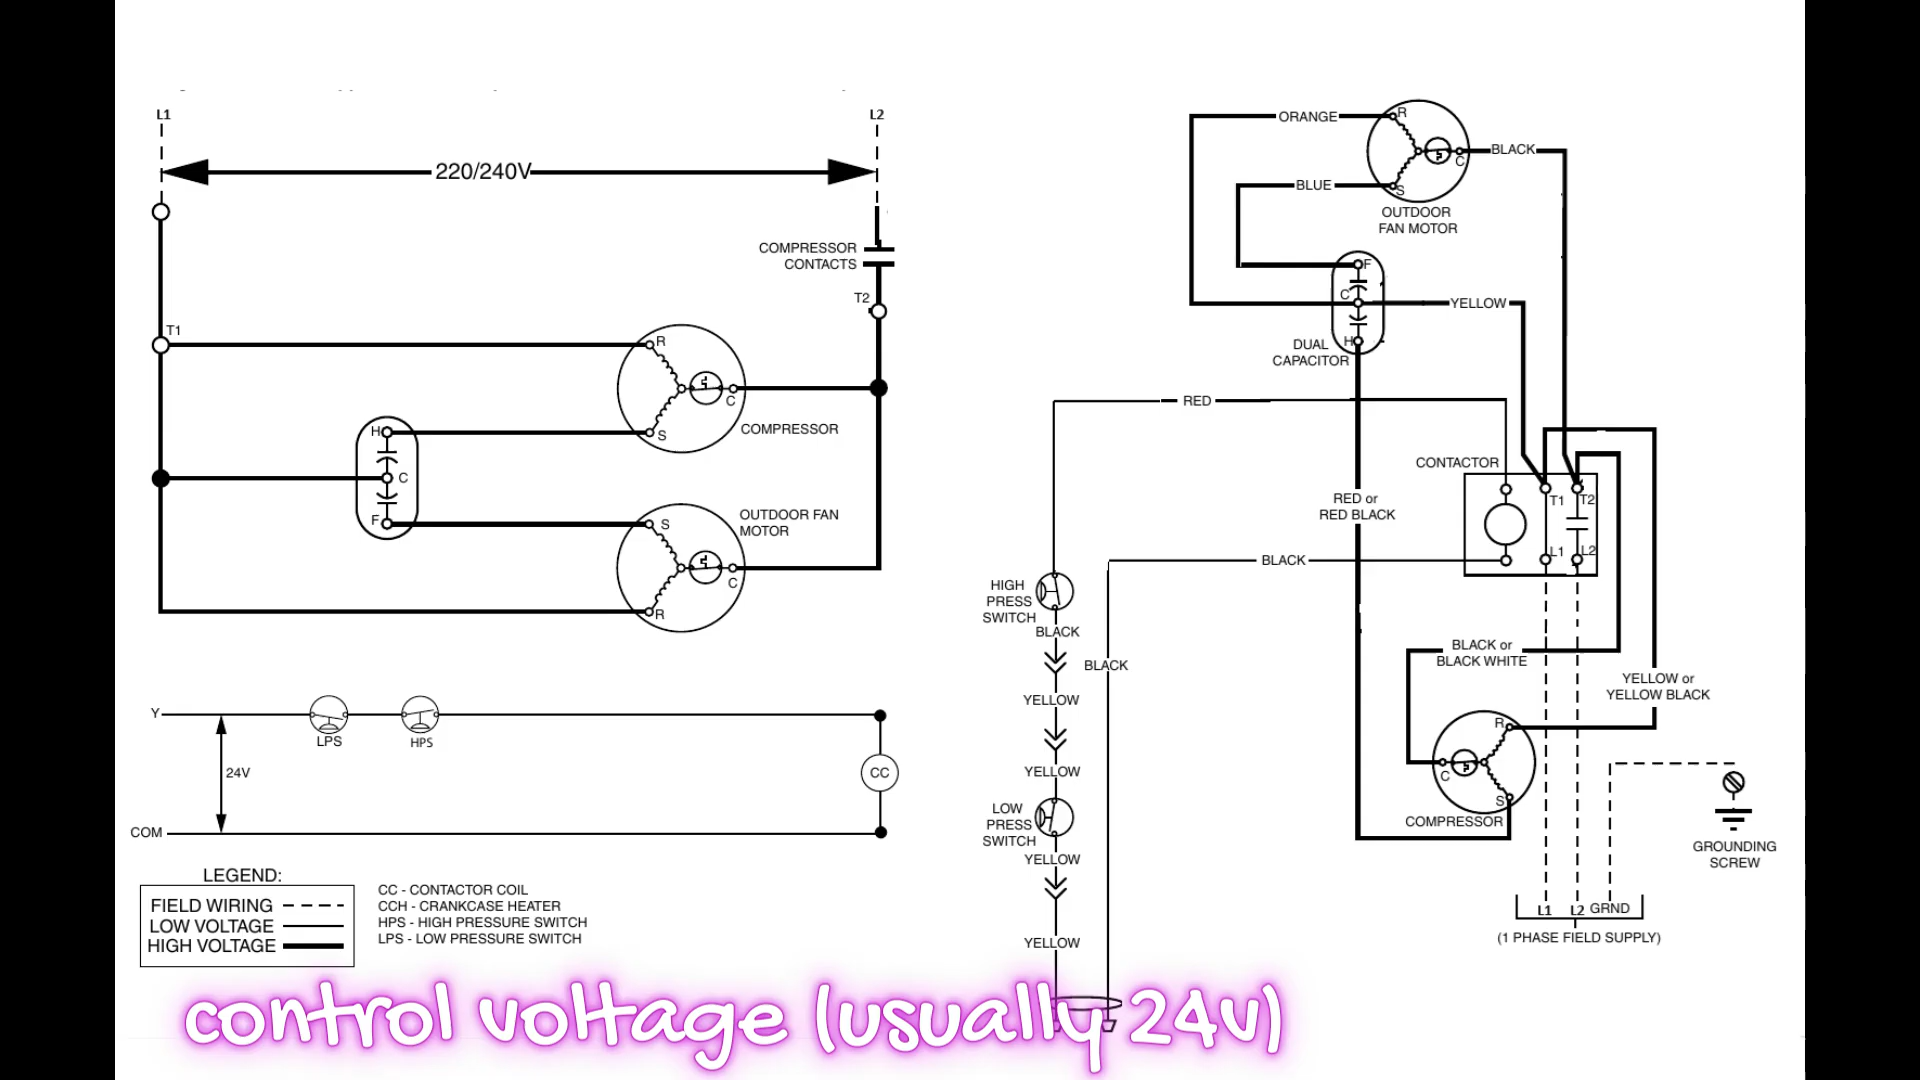 L1
L2
220/240V
COMPRESSOR
CONTACTS
T2
T1
R
C
S
COMPRESSOR
H
C
F
OUTDOOR FAN
MOTOR
S
C
R
Y
LPS
HPS
24V
CC
COM
LEGEND:
FIELD WIRING
LOW VOLTAGE
HIGH VOLTAGE
CC - CONTACTOR COIL
CCH - CRANKCASE HEATER
HPS - HIGH PRESSURE SWITCH
LPS - LOW PRESSURE SWITCH
ORANGE
R
BLACK
C
BLUE
S
OUTDOOR
FAN MOTOR
F
C
YELLOW
H
DUAL
CAPACITOR
RED
CONTACTOR
RED or
RED BLACK
T1
T2
L1
L2
BLACK
HIGH
PRESS
SWITCH
BLACK
BLACK
YELLOW
YELLOW
LOW
PRESS
SWITCH
YELLOW
YELLOW
BLACK or
BLACK WHITE
YELLOW or
YELLOW BLACK
R
C
S
COMPRESSOR
GROUNDING
SCREW
L1 L2 GRND
(1 PHASE FIELD SUPPLY)
control voltage (usually 24v)